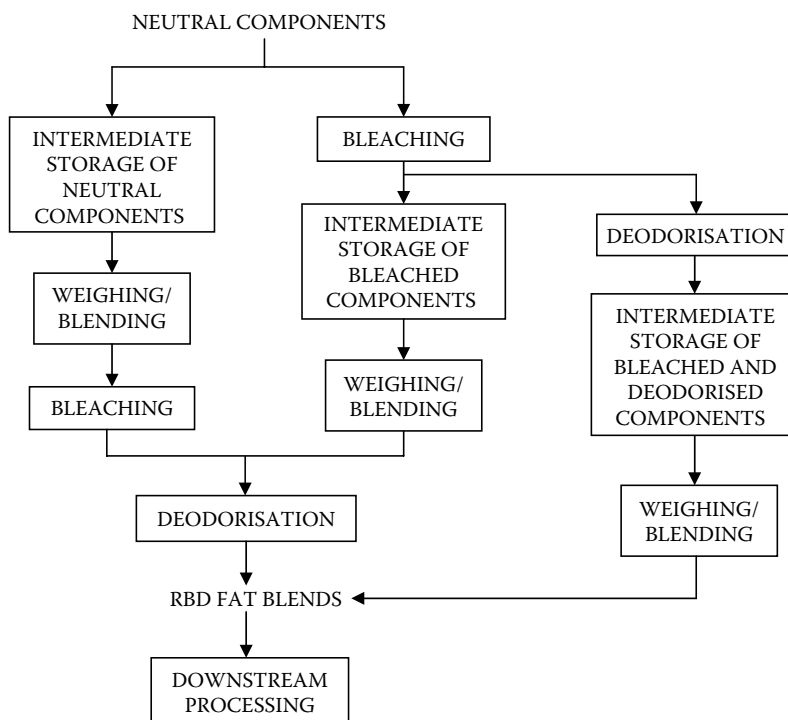 NEUTRAL COMPONENTS
INTERMEDIATE
STORAGE OF
NEUTRAL
COMPONENTS
WEIGHING/
BLENDING
BLEACHING
BLEACHING
INTERMEDIATE
STORAGE OF
BLEACHED
COMPONENTS
WEIGHING/
BLENDING
DEODORISATION
INTERMEDIATE
STORAGE OF
BLEACHED AND
DEODORISED
COMPONENTS
WEIGHING/
BLENDING
DEODORISATION
RBD FAT BLENDS
DOWNSTREAM
PROCESSING